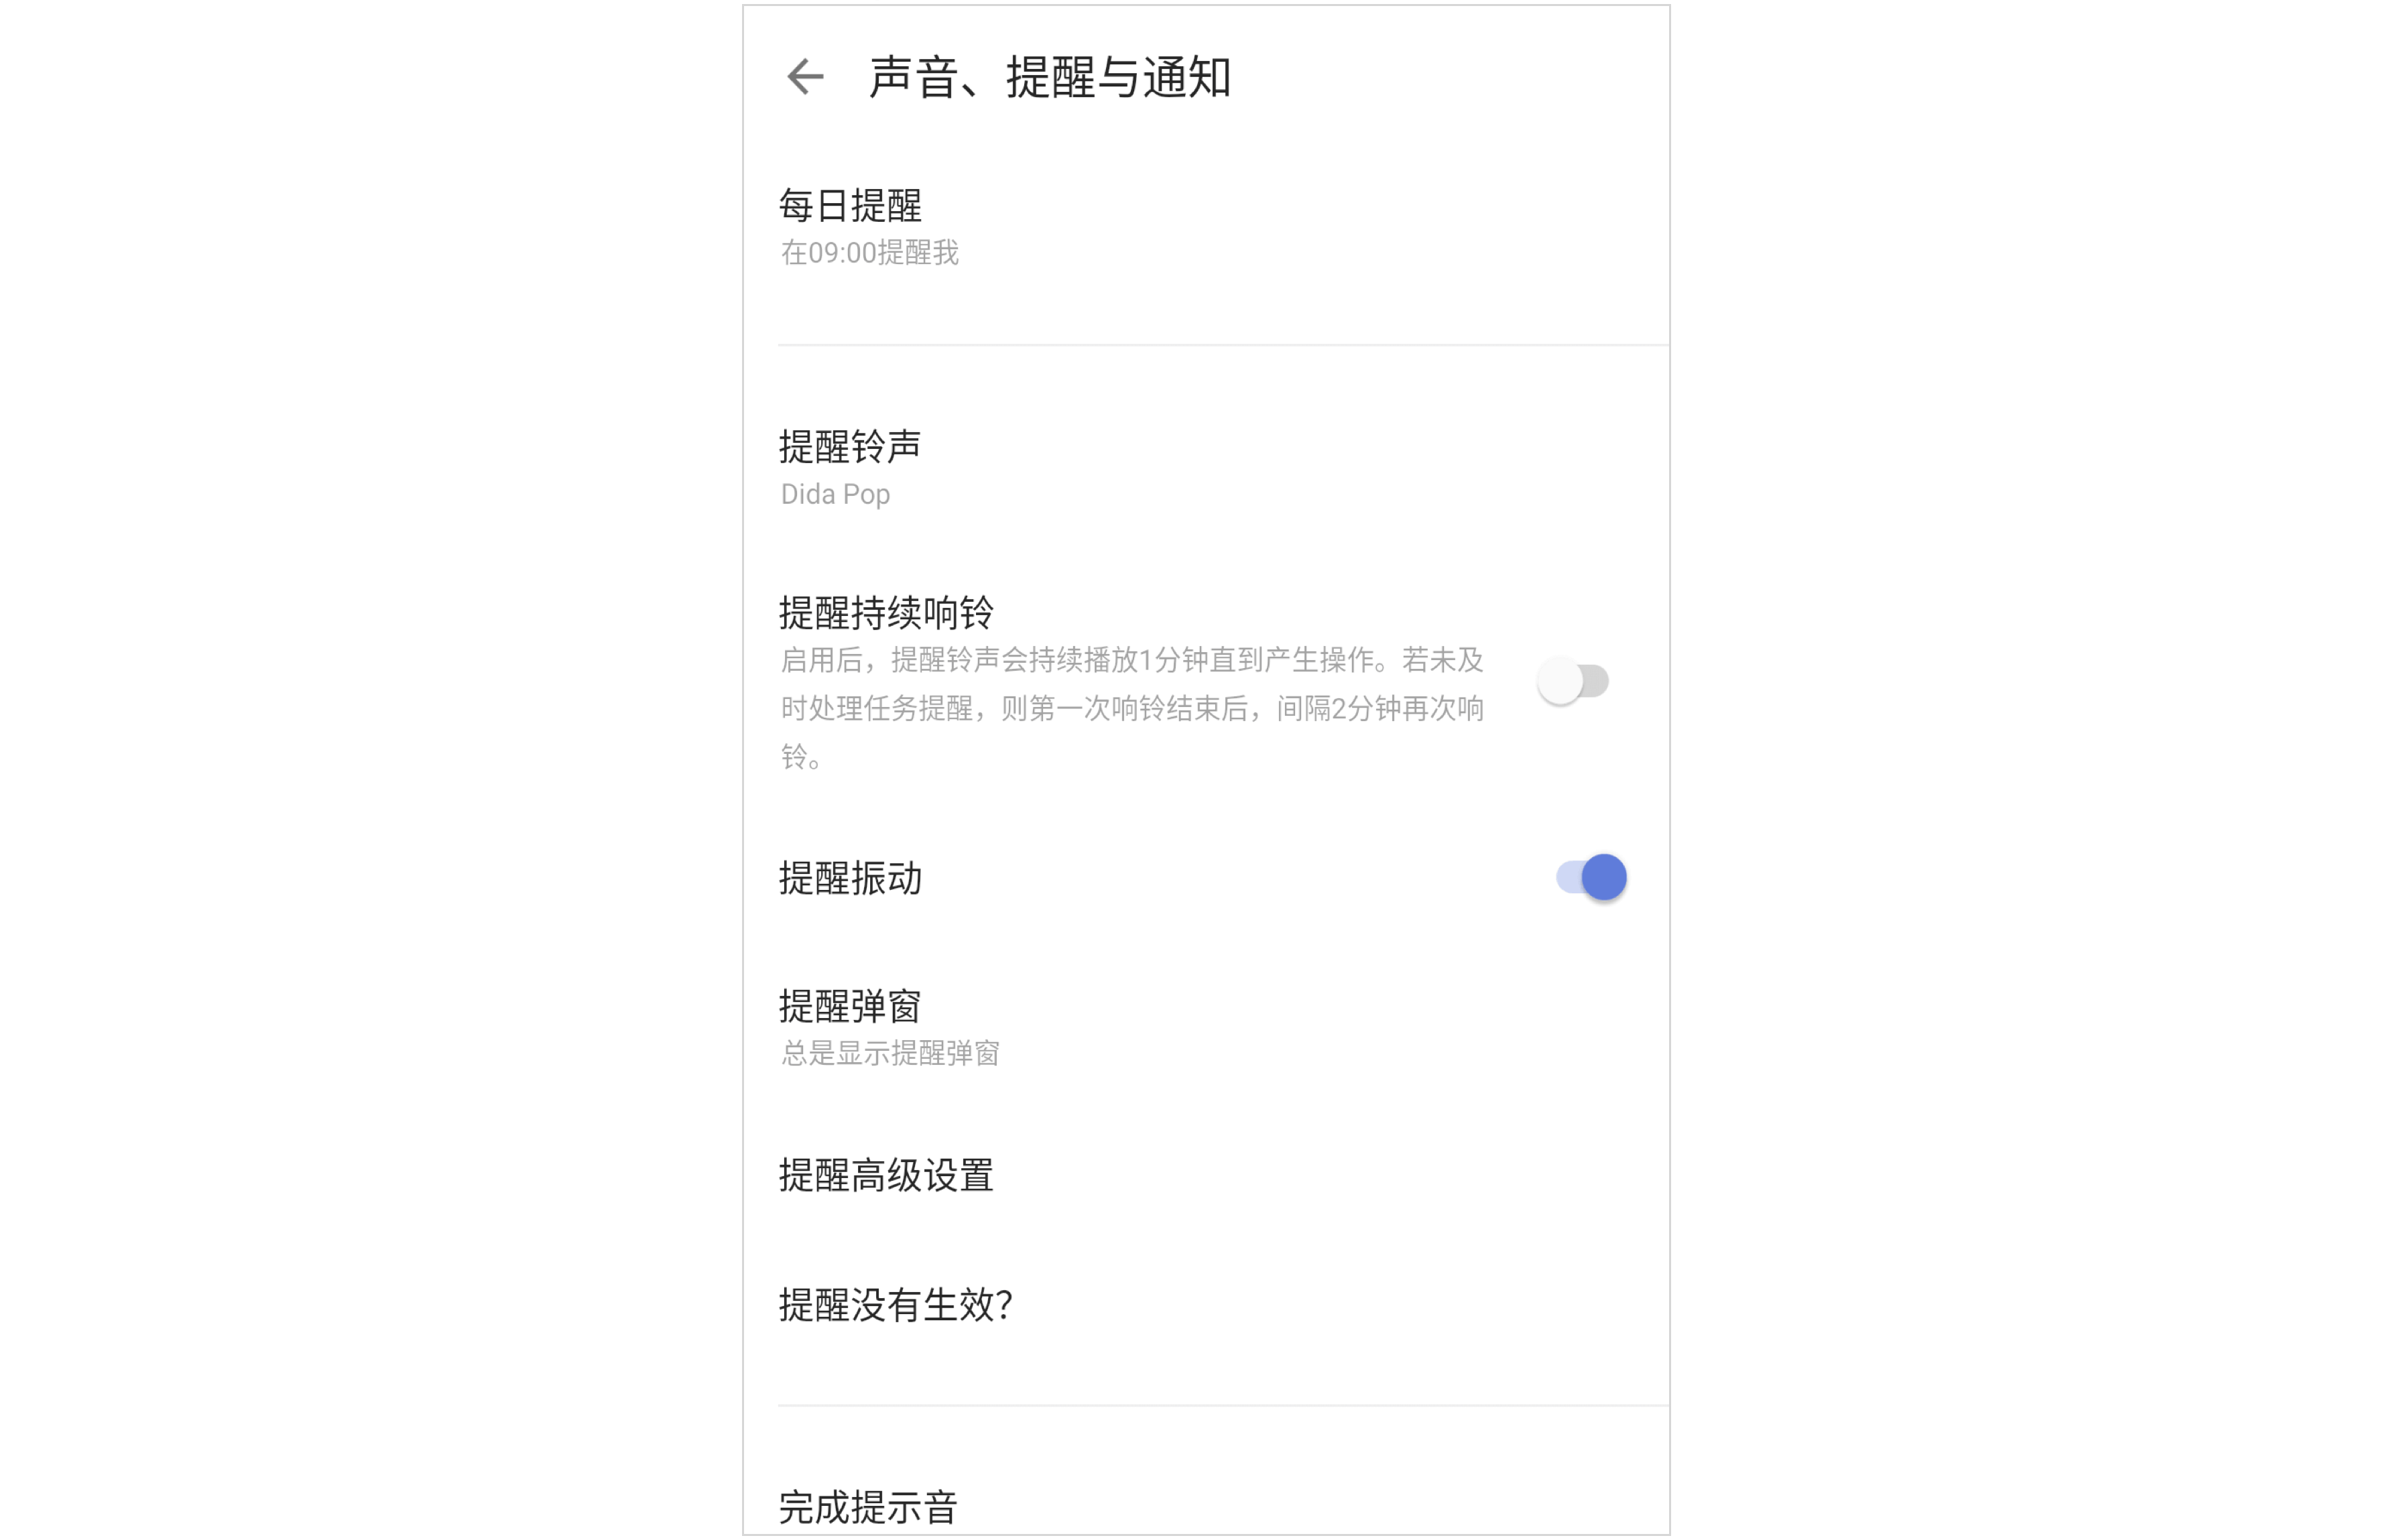 声音、提醒与通知
每日提醒
在09:00提醒我
提醒铃声
Dida Pop
提醒持续响铃
启用后，提醒铃声会持续播放1分钟直到产生操作。若未及
时处理任务提醒，则第一次响铃结束后，间隔2分钟再次响
铃。
提醒振动
提醒弹窗
总是显示提醒弹窗
提醒高级设置
提醒没有生效？
完成提示音